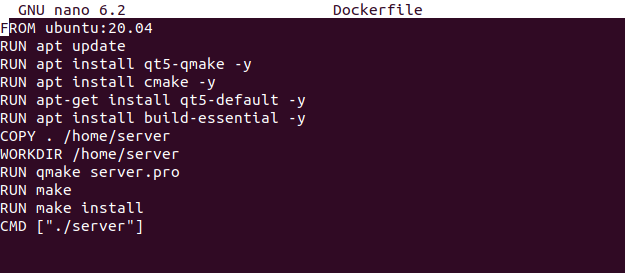 GNU nano 6.2 Dockerfile
FROM ubuntu:20.04
RUN apt update
RUN apt install qt5-qmake -y
RUN apt install cmake -y
RUN apt-get install qt5-default -y
RUN apt install build-essential -y
COPY . /home/server
WORKDIR /home/server
RUN qmake server.pro
RUN make
RUN make install
CMD ["./server"]